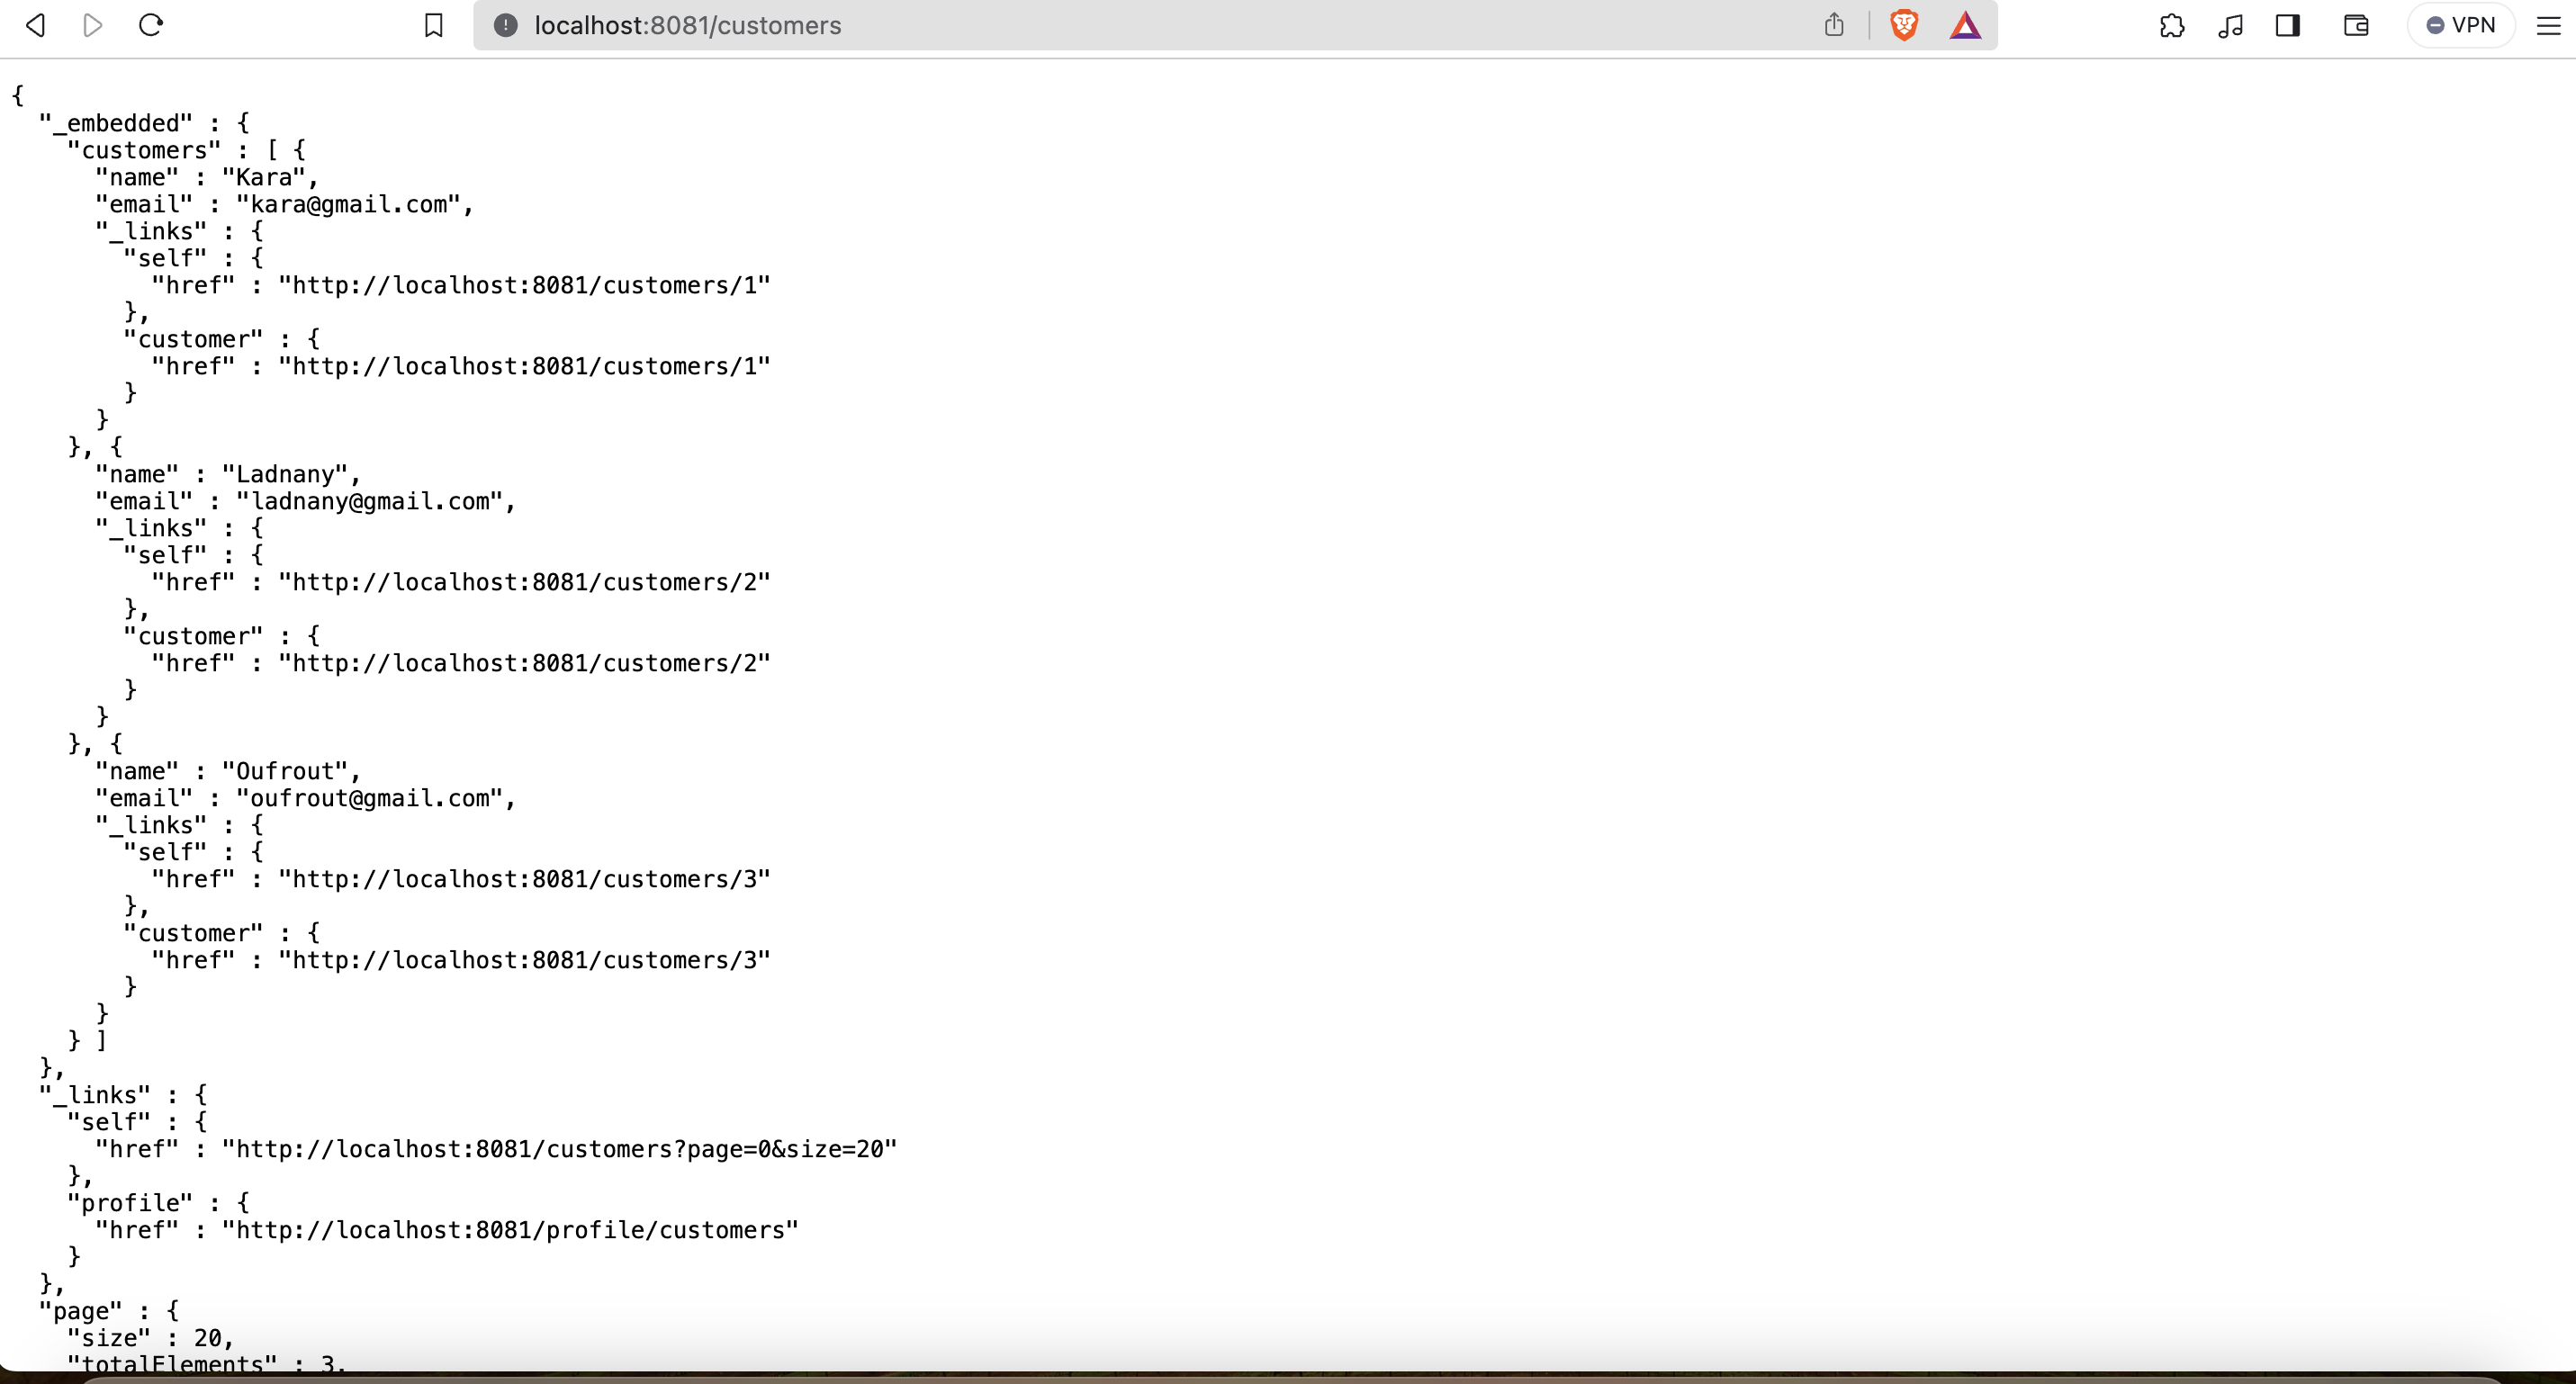 localhost:8081/customers
VPN
{
  "_embedded" : {
    "customers" : [ {
      "name" : "Kara",
      "email" : "kara@gmail.com",
      "_links" : {
        "self" : {
          "href" : "http://localhost:8081/customers/1"
        },
        "customer" : {
          "href" : "http://localhost:8081/customers/1"
        }
      }
    }, {
      "name" : "Ladnany",
      "email" : "ladnany@gmail.com",
      "_links" : {
        "self" : {
          "href" : "http://localhost:8081/customers/2"
        },
        "customer" : {
          "href" : "http://localhost:8081/customers/2"
        }
      }
    }, {
      "name" : "Oufrout",
      "email" : "oufrout@gmail.com",
      "_links" : {
        "self" : {
          "href" : "http://localhost:8081/customers/3"
        },
        "customer" : {
          "href" : "http://localhost:8081/customers/3"
        }
      }
    } ]
  },
  "_links" : {
    "self" : {
      "href" : "http://localhost:8081/customers?page=0&size=20"
    },
    "profile" : {
      "href" : "http://localhost:8081/profile/customers"
    }
  },
  "page" : {
    "size" : 20,
    "totalElements" : 3,